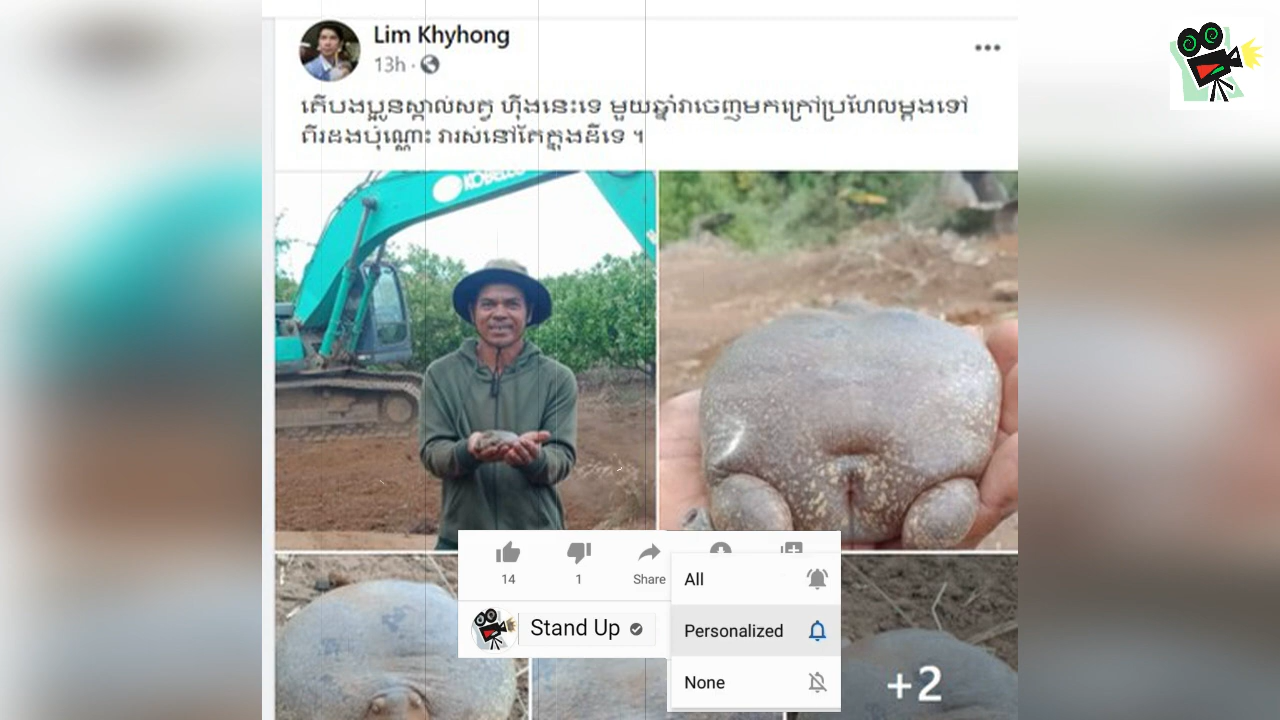 Lim Khyhong
13h ·
តើបងប្អូនស្គាល់សត្វ ហ៊ីងនេះទេ មួយឆ្នាំវាចេញមកក្រៅប្រហែលម្តងទៅ
ពីរដងប៉ុណ្ណោះ វារស់នៅតែក្នុងដីទេ ។
KOBELCO
14
1
Share
All
Stand Up
Personalized
None
+2